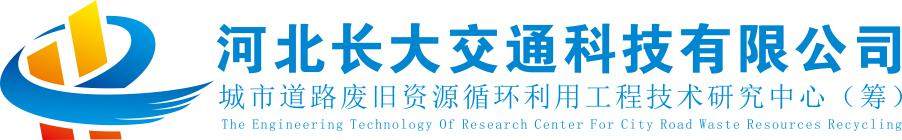 河北长大交通科技有限公司
城市道路废旧资源循环利用工程技术研究中心（筹）
The Engineering Technology Of Research Center For City Road Waste Resources Recycling